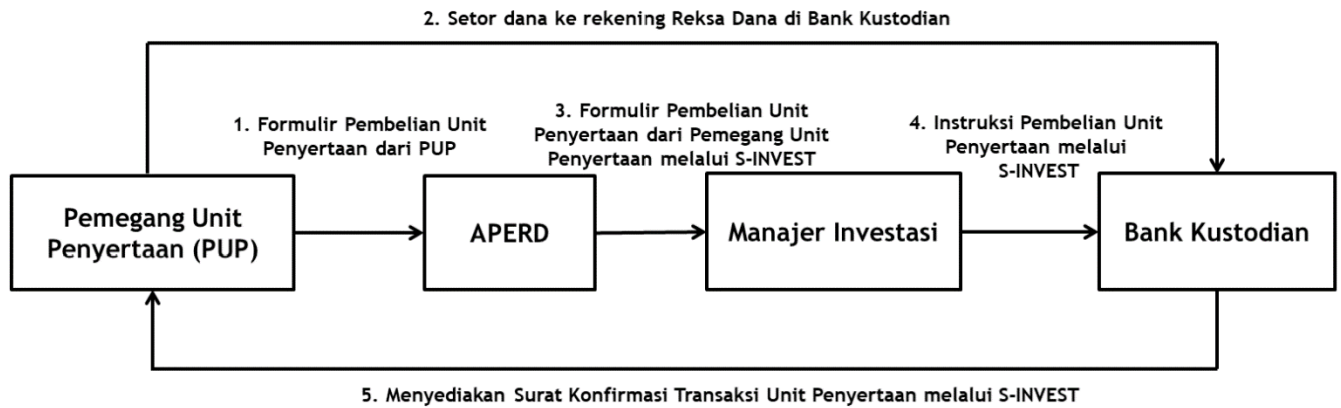 2. Setor dana ke rekening Reksa Dana di Bank Kustodian
1. Formulir Pembelian Unit
Penyertaan dari PUP
3. Formulir Pembelian Unit
Penyertaan dari Pemegang Unit
Penyertaan melalui S-INVEST
4. Instruksi Pembelian Unit
Penyertaan melalui
S-INVEST
Pemegang Unit
Penyertaan (PUP)
APERD
Manajer Investasi
Bank Kustodian
5. Menyediakan Surat Konfirmasi Transaksi Unit Penyertaan melalui S-INVEST